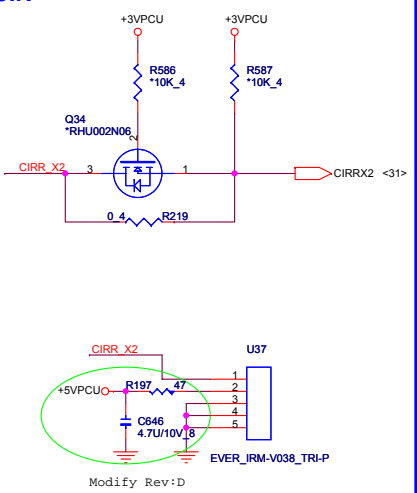 +3VPCU +3VPCU
R586
*10K_4
R587
*10K_4
Q34
*RHU002N06
2
CIRR_X2 3 1 CIRRX2 <31>
0_4 R219
CIRR_X2 U37
1
+5VPCU R197 47 2
3
4
5
C646
4.7U/10V_8
EVER_IRM-V038_TRI-P
Modify Rev:D